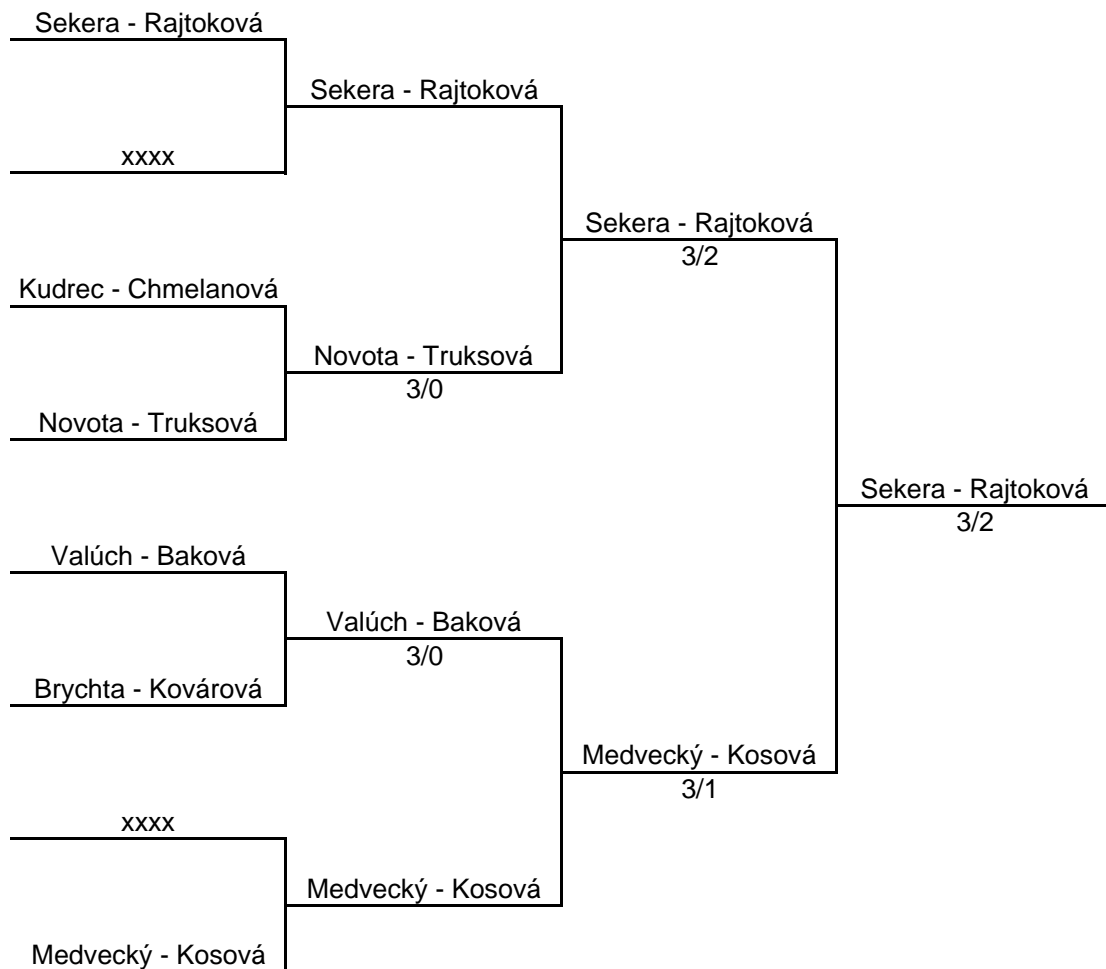 Sekera - Rajtoková
Sekera - Rajtoková
xxxx
Sekera - Rajtoková
3/2
Kudrec - Chmelanová
Novota - Truksová
3/0
Novota - Truksová
Sekera - Rajtoková
3/2
Valúch - Baková
Valúch - Baková
3/0
Brychta - Kovárová
Medvecký - Kosová
3/1
xxxx
Medvecký - Kosová
Medvecký - Kosová